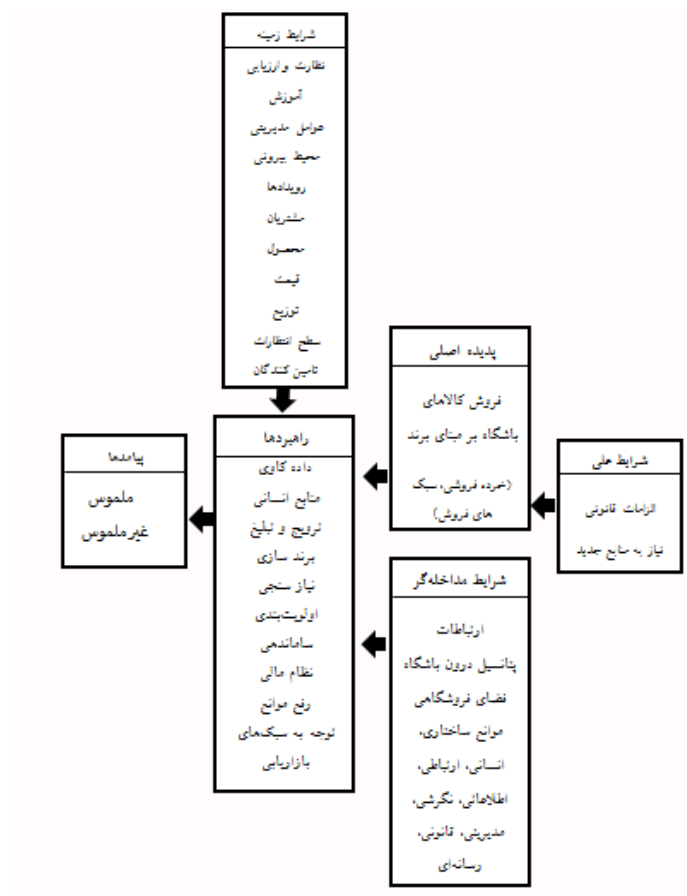 شرایط زمینه
نظارت و ارزیابی
آموزش
عوامل مدیریتی
محیط بیرونی
رویدادها
مشتریان
محصول
قیمت
توزیع
سطح انتظارات
تامین کنندگان
پدیده اصلی
فروش کالاهای
باشگاه بر مبنای برند
(خرده فروشی، سبک
های فروش)
شرایط علی
الزامات قانونی
نیاز به منابع جدید
شرایط مداخله‌گر
ارتباطات
پتانسیل درون باشگاه
فضای فروشگاهی
موانع ساختاری،
انسانی، ارتباطی،
اطلاعاتی، نگرشی،
مدیریتی، قانونی،
رسانه‌ای
راهبردها
داده کاوی
منابع انسانی
ترویج و تبلیغ
برند سازی
نیاز سنجی
اولویت‌بندی
ساماندهی
نظام مالی
رفع موانع
توجه به سبک‌های
بازاریابی
پیامدها
ملموس
غیرملموس